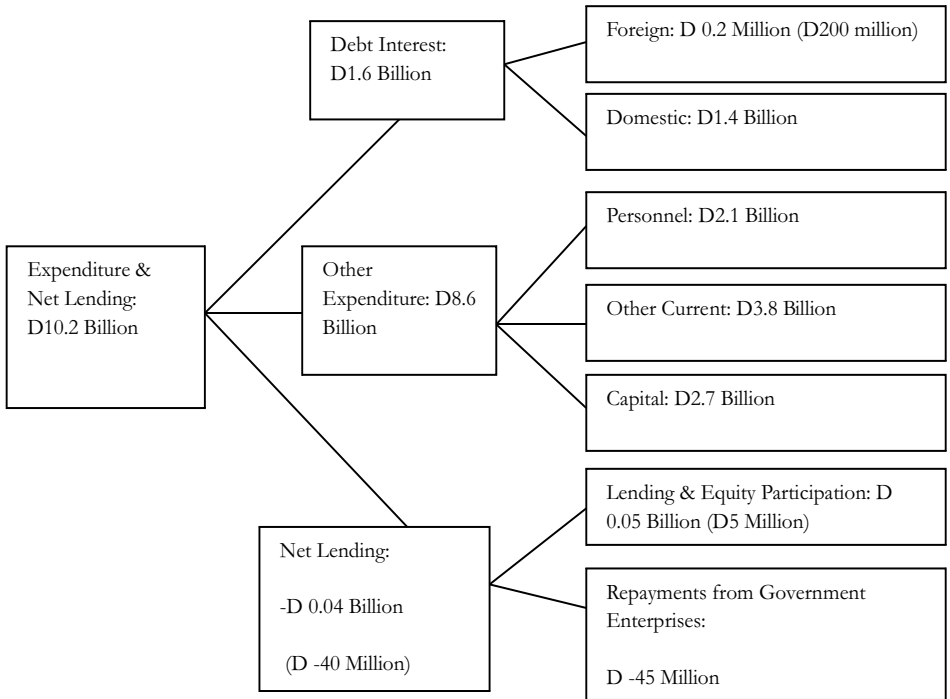 Expenditure &
Net Lending:
D10.2 Billion
Debt Interest:
D1.6 Billion
Foreign: D 0.2 Million (D200 million)
Domestic: D1.4 Billion
Other
Expenditure: D8.6
Billion
Personnel: D2.1 Billion
Other Current: D3.8 Billion
Capital: D2.7 Billion
Net Lending:
-D 0.04 Billion
(D -40 Million)
Lending & Equity Participation: D
0.05 Billion (D5 Million)
Repayments from Government
Enterprises:
D -45 Million